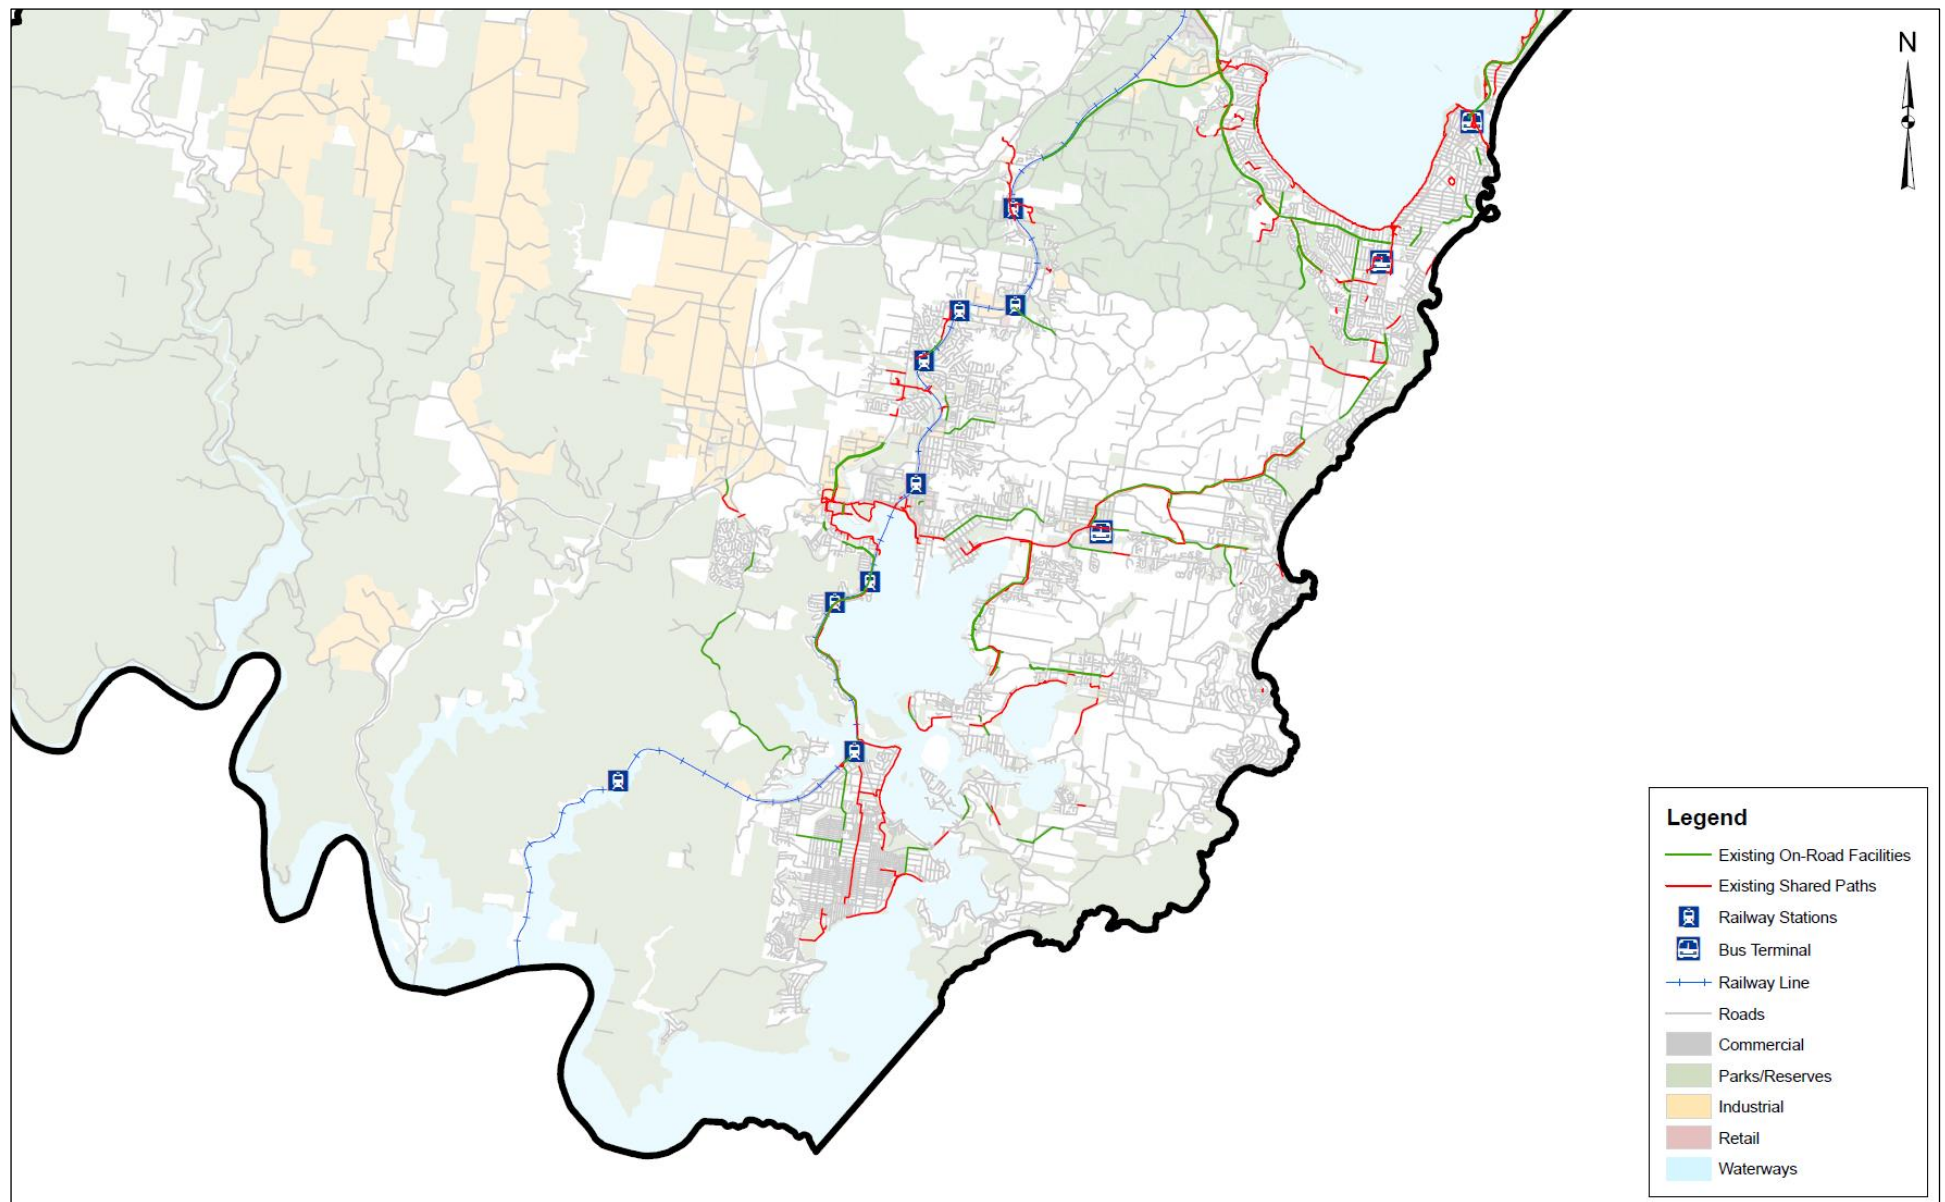 N
Legend
Existing On-Road Facilities
Existing Shared Paths
Railway Stations
Bus Terminal
Railway Line
Roads
Commercial
Parks/Reserves
Industrial
Retail
Waterways